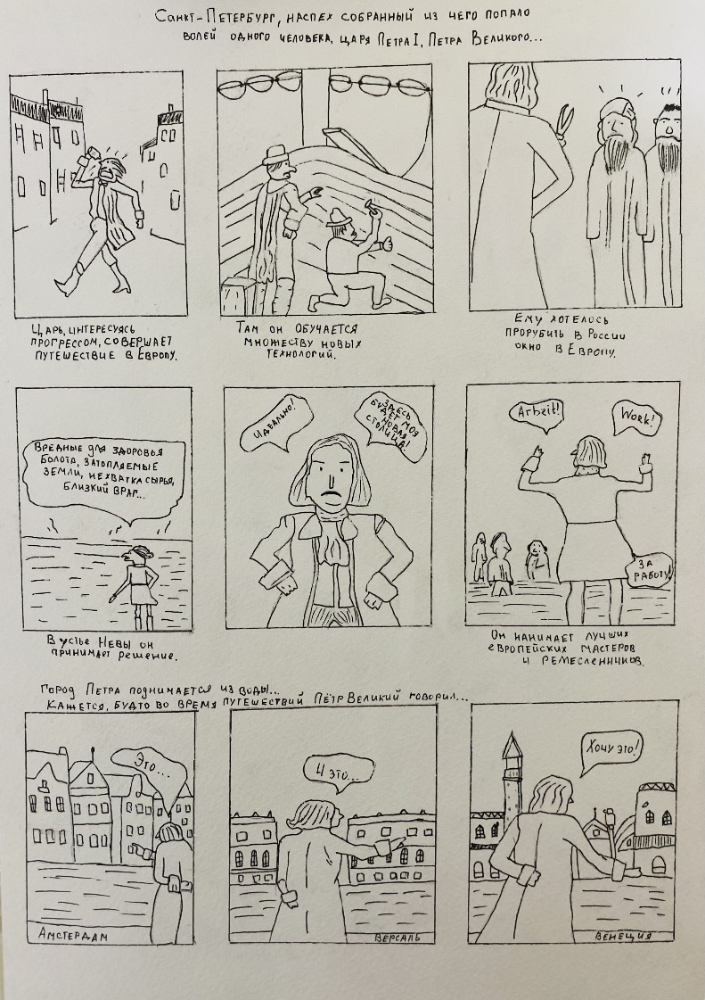 Санкт-Петербург, наспех собранный из чего попало
волей одного человека, царя Петра I, Петра Великого...
Царь, интересуясь
прогрессом, совершает
путешествие в Европу.
Там он обучается
множеству новых
технологий.
Ему хотелось
прорубить в России
окно в Европу.
Вредные для здоровья
болота, затопляемые
земли, нехватка сырья,
близкий враг...
В устье Невы он
принимает решение.
Идеально!
Здесь
будет моя
новая
столица!
Arbeit!
Work!
За
работу
Он нанимает лучших
европейских мастеров
и ремесленников.
Город Петра поднимается из воды...
Кажется, будто во время путешествий Пётр Великий говорил...
Это...
Амстердам
И это...
Версаль
Хочу это!
Венеция